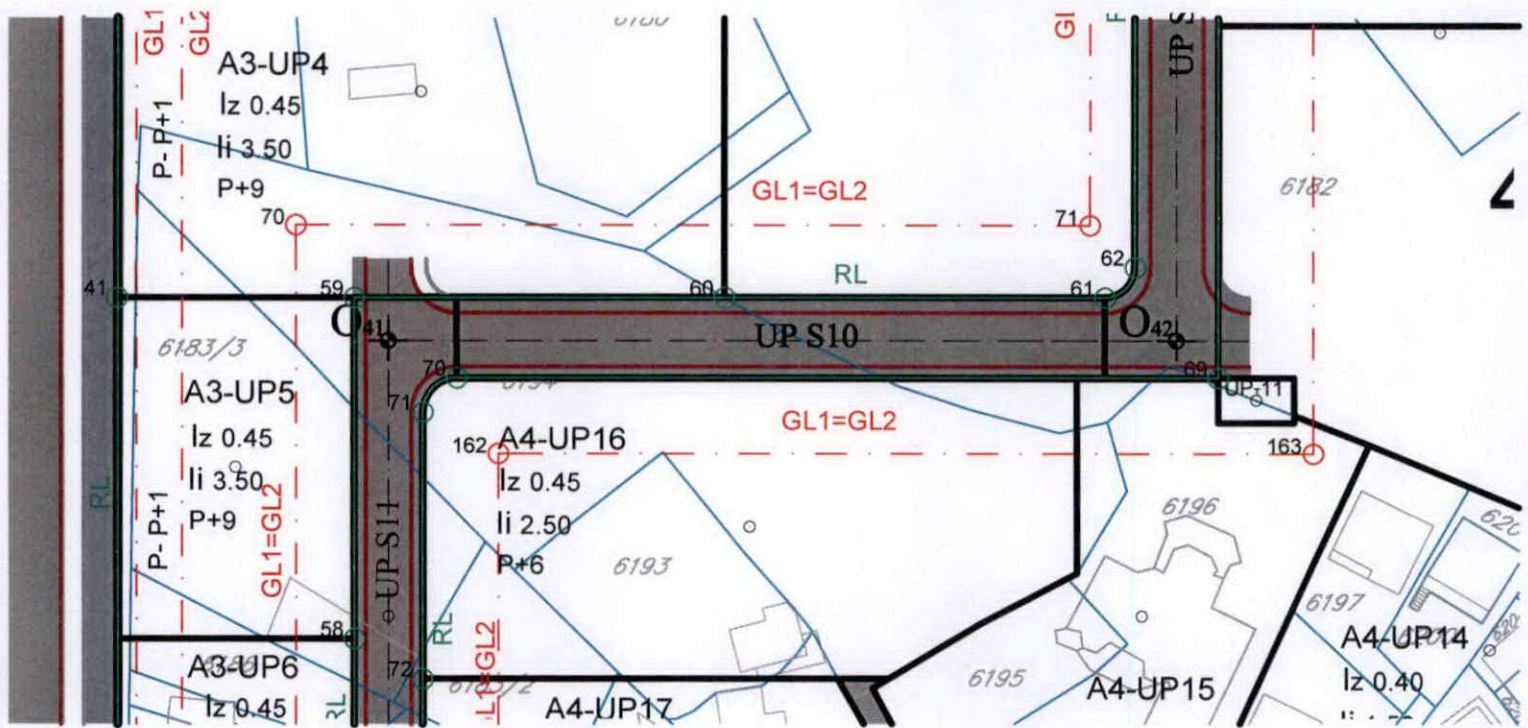 GL1
GL2
A3-UP4
Iz 0.45
Ii 3.50
P+9
P- P+1
UP S
6182
GL1=GL2
70
71
62
RL
41
59
60
61
O41
UP S10
O42
6183/3
70
69
UP-11
71
A3-UP5
Iz 0.45
Ii 3.50
P+9
RL
P- P+1
GL1=GL2
162
A4-UP16
Iz 0.45
Ii 2.50
P+6
GL1=GL2
163
UP S11
6193
6196
6197
A4-UP14
Iz 0.40
58
RL
72
A3-UP6
Iz 0.45
RL
A4-UP17
6195
A4-UP15